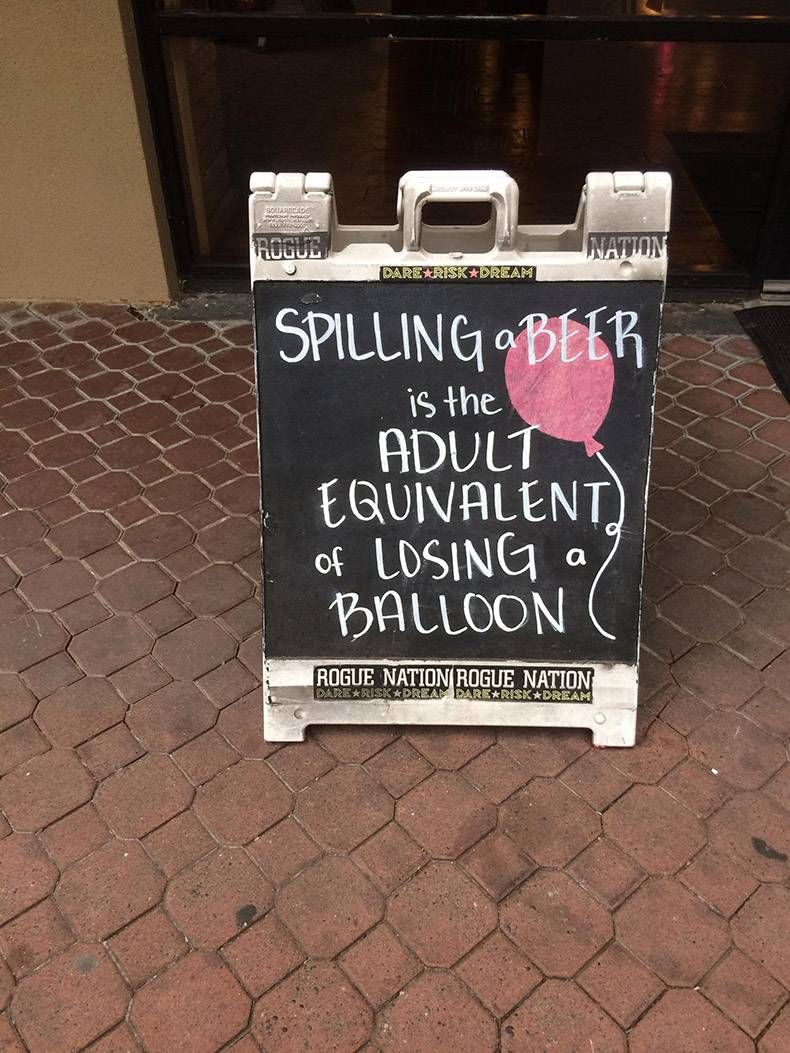 SQUARECADE
ROGUE NATION
DARE★RISK★DREAM
SPILLING a BEER
is the
ADULT
EQUIVALENT
of LOSING a
BALLOON
ROGUE NATION ROGUE NATION
DARE★RISK★DREAM DARE★RISK★DREAM